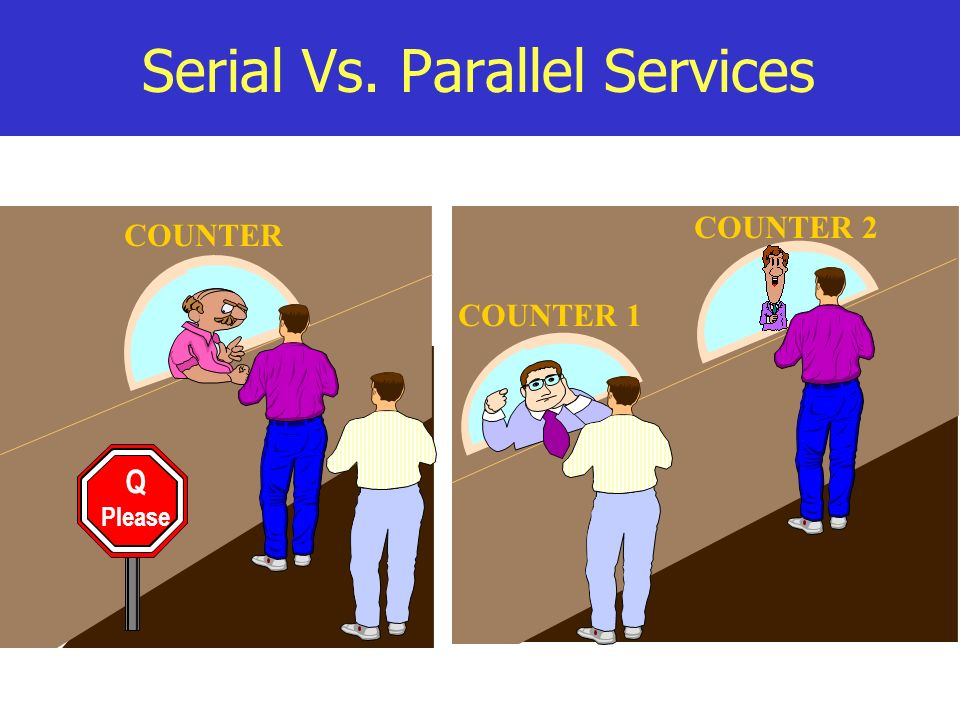 Serial Vs. Parallel Services
COUNTER
Q
Please
COUNTER 2
COUNTER 1